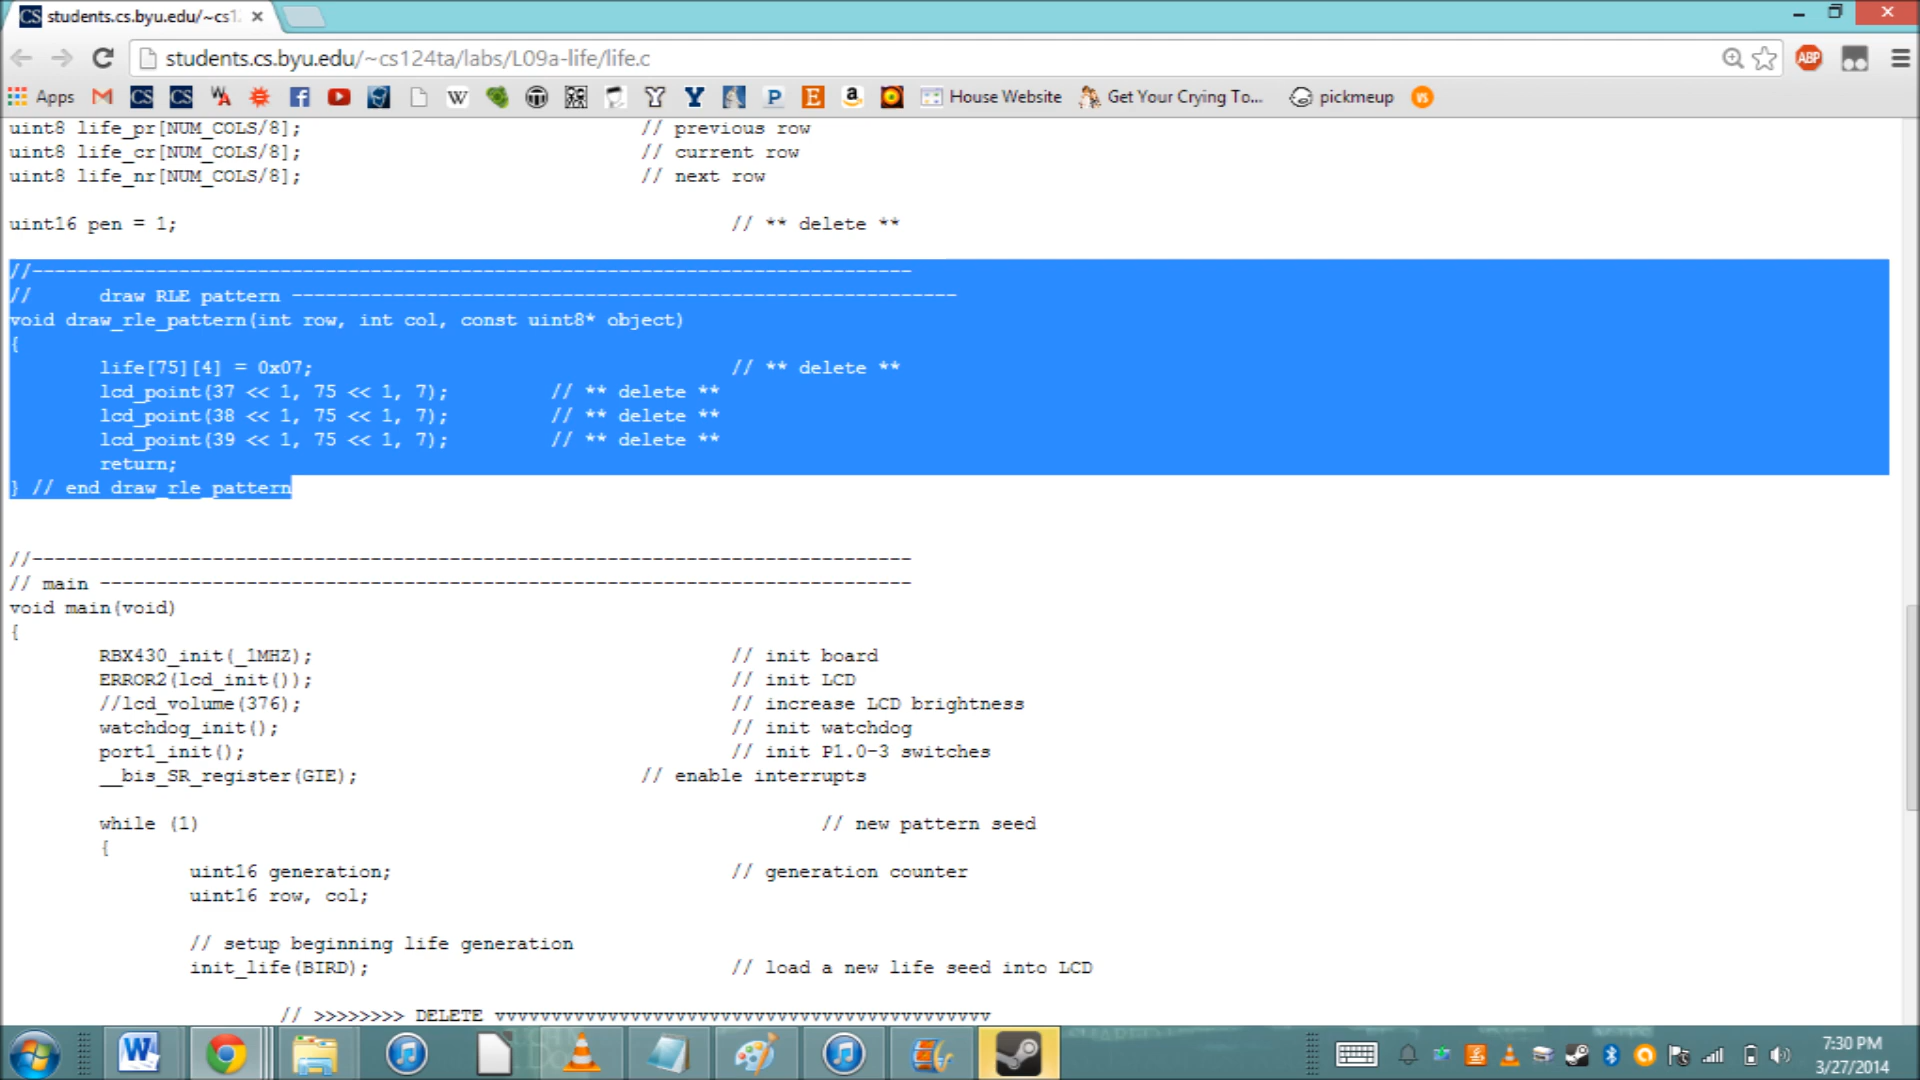 CS students.cs.byu.edu/~cs1
students.cs.byu.edu/~cs124ta/labs/L09a-life/life.c
ABP
Apps CS CS W Y Y P E a House Website Get Your Crying To... pickmeup vs
uint8 life_pr[NUM_COLS/8]; // previous row
uint8 life_cr[NUM_COLS/8]; // current row
uint8 life_nr[NUM_COLS/8]; // next row
uint16 pen = 1; // ** delete **
//------------------------------------------------------------------------------
// draw RLE pattern -----------------------------------------------------------
void draw_rle_pattern(int row, int col, const uint8* object)
{
life[75][4] = 0x07; // ** delete **
lcd_point(37 << 1, 75 << 1, 7); // ** delete **
lcd_point(38 << 1, 75 << 1, 7); // ** delete **
lcd_point(39 << 1, 75 << 1, 7); // ** delete **
return;
} // end draw_rle_pattern
//------------------------------------------------------------------------------
// main ------------------------------------------------------------------------
void main(void)
{
RBX430_init(_1MHZ); // init board
ERROR2(lcd_init()); // init LCD
//lcd_volume(376); // increase LCD brightness
watchdog_init(); // init watchdog
port1_init(); // init P1.0-3 switches
__bis_SR_register(GIE); // enable interrupts
while (1) // new pattern seed
{
uint16 generation; // generation counter
uint16 row, col;
// setup beginning life generation
init_life(BIRD); // load a new life seed into LCD
// >>>>>>>> DELETE vvvvvvvvvvvvvvvvvvvvvvvvvvvvvvvvvvvvvvvvvvvv
7:30 PM
3/27/2014